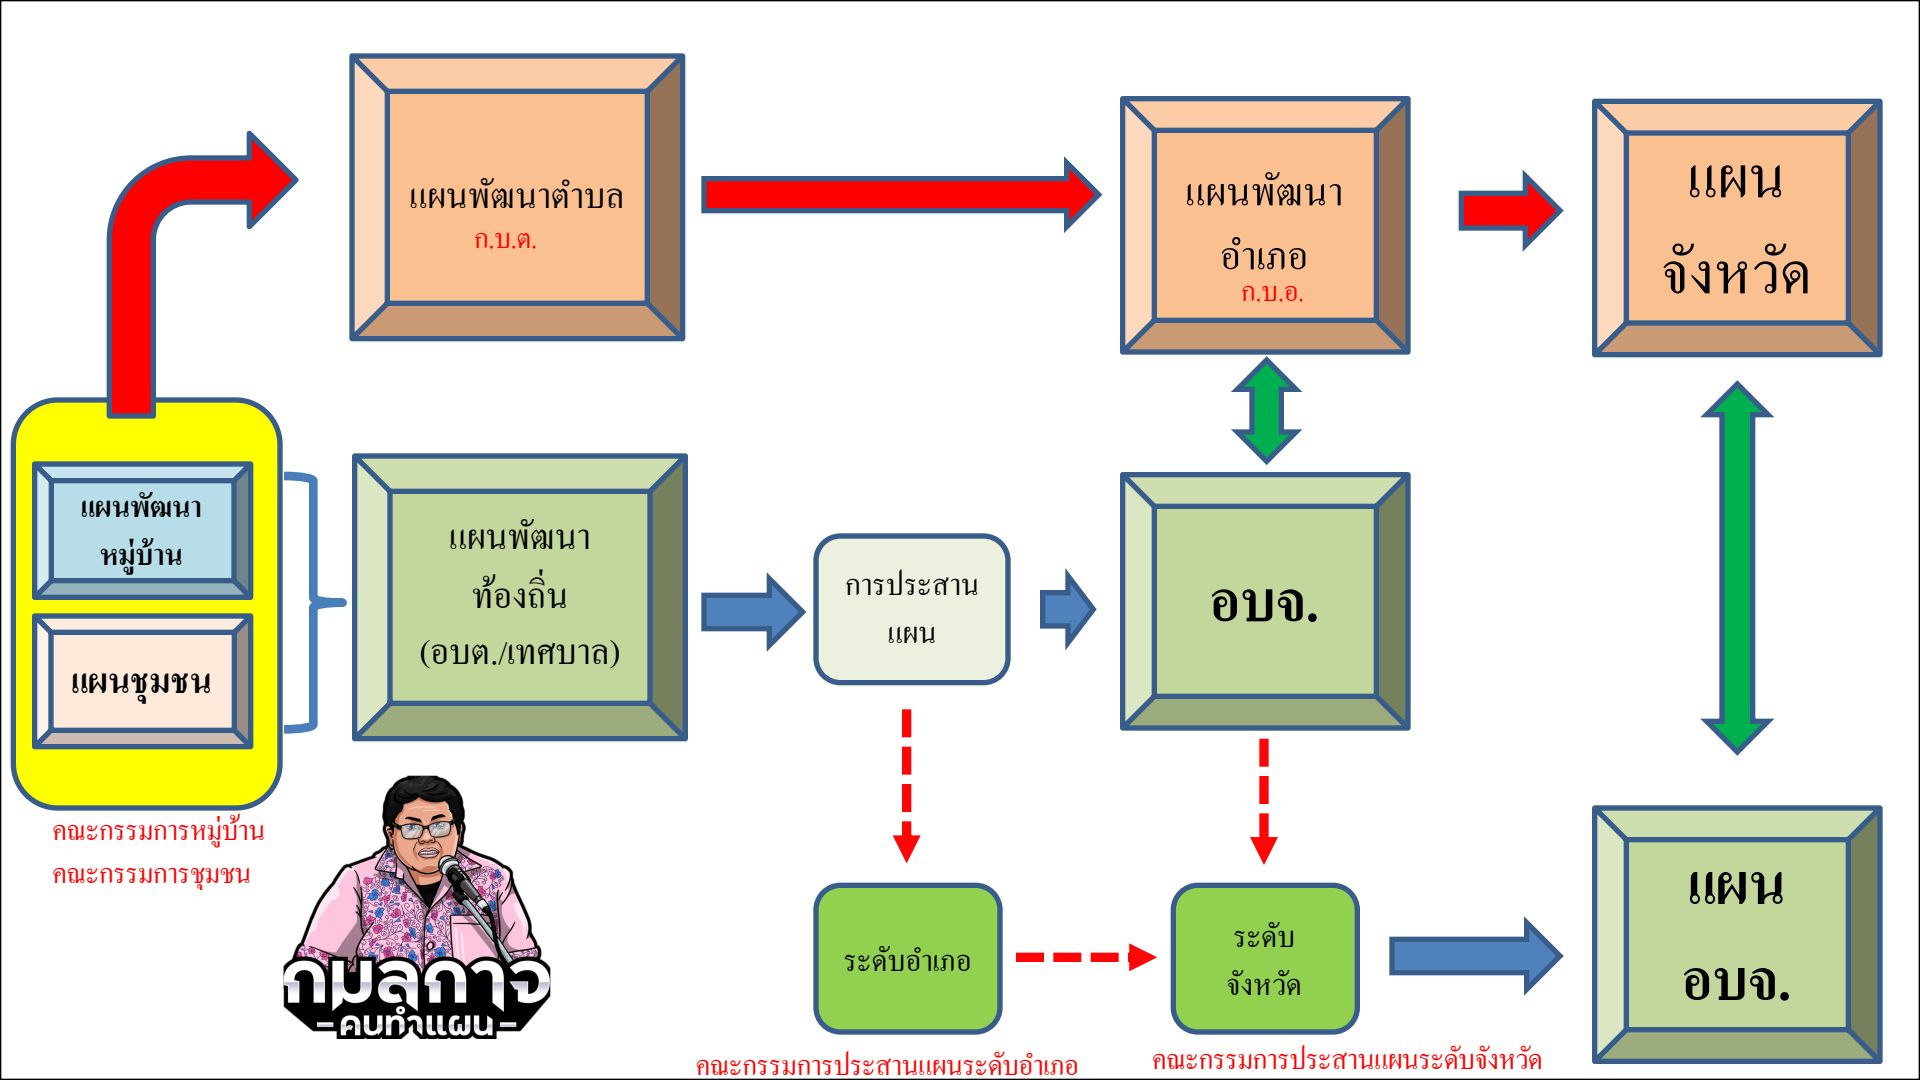 แผนพัฒนาตำบล
ก.บ.ต.
แผนพัฒนา
อำเภอ
ก.บ.อ.
แผน
จังหวัด
แผนพัฒนา
หมู่บ้าน
แผนชุมชน
คณะกรรมการหมู่บ้าน
คณะกรรมการชุมชน
แผนพัฒนา
ท้องถิ่น
(อบต./เทศบาล)
การประสาน
แผน
อบจ.
ระดับอำเภอ
คณะกรรมการประสานแผนระดับอำเภอ
ระดับ
จังหวัด
คณะกรรมการประสานแผนระดับจังหวัด
แผน
อบจ.
กมลกาจ
-คนทำแผน-